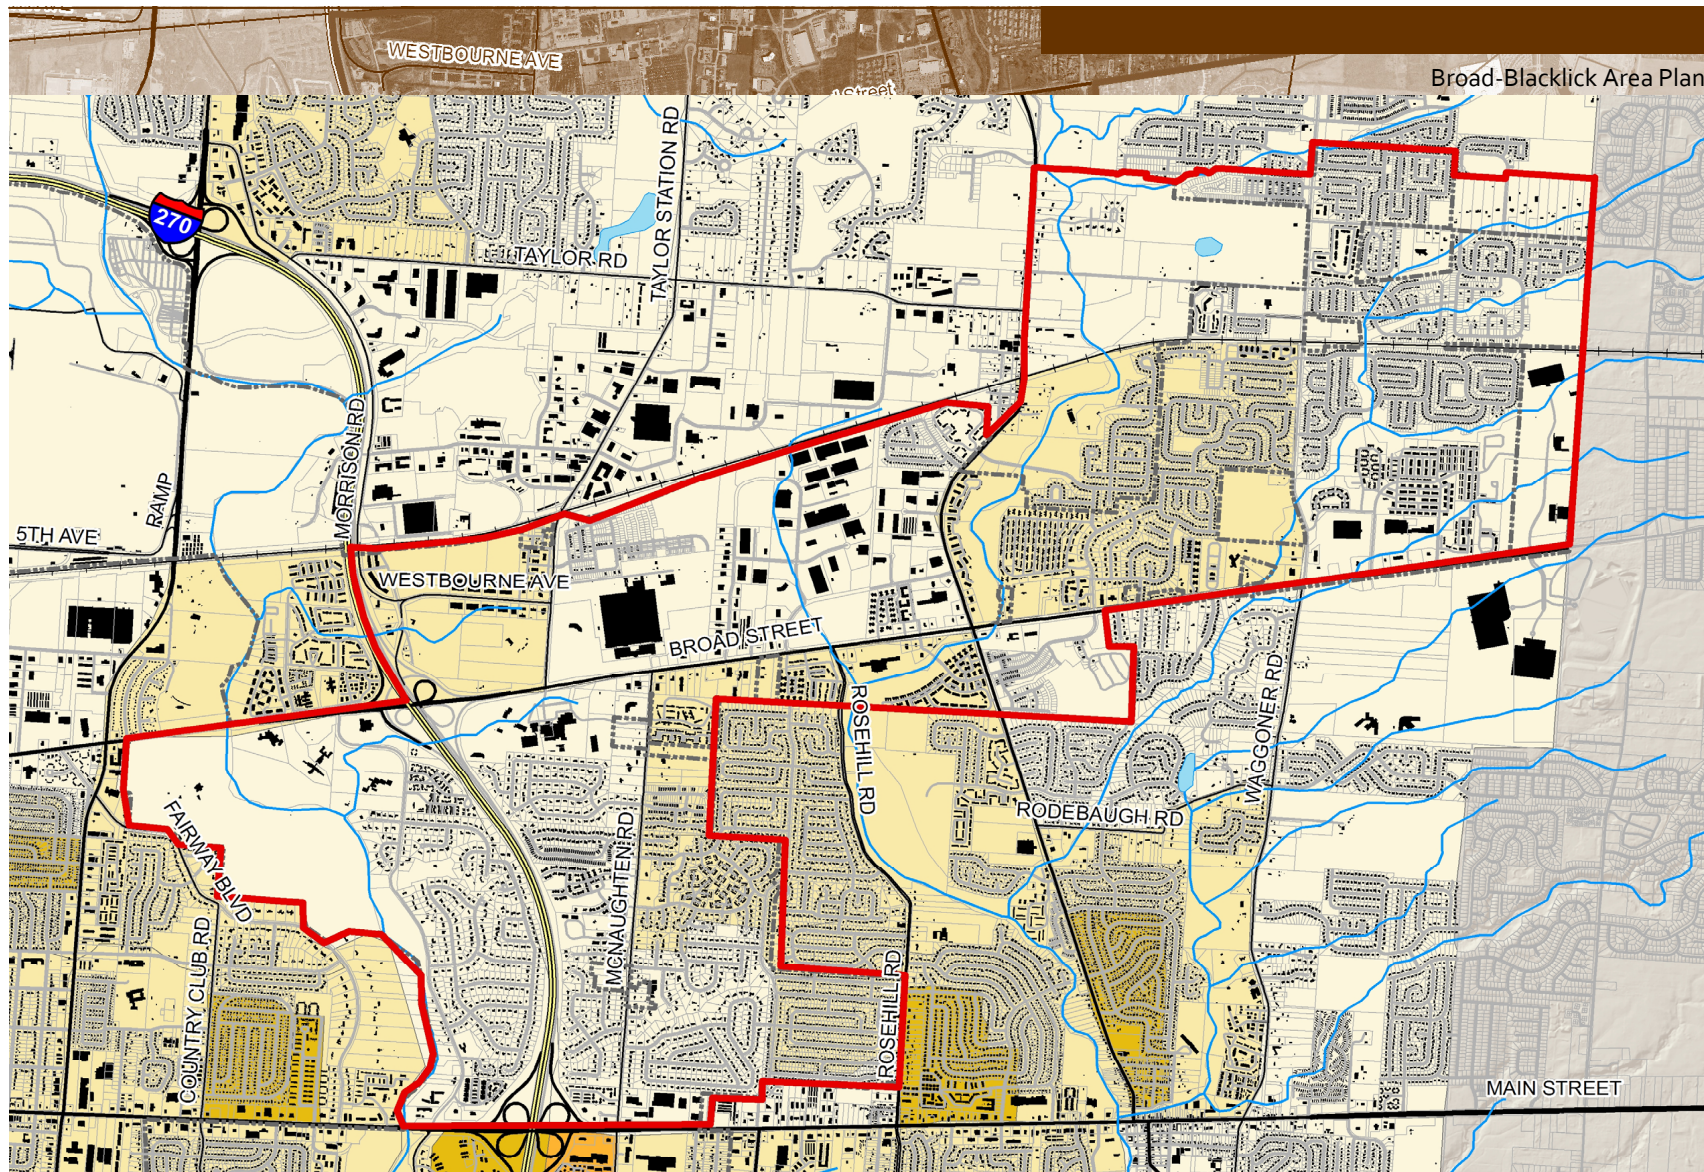 WESTBOURNE AVE
Street
Broad-Blacklick Area Plan
270
TAYLOR RD
TAYLOR STATION RD
MORRISON RD
RAMP
5TH AVE
WESTBOURNE AVE
BROAD STREET
ROSEHILL RD
WAGGONER RD
RODEBAUGH RD
FAIRWAY BLVD
MCNAUGHTEN RD
COUNTRY CLUB RD
ROSEHILL RD
MAIN STREET